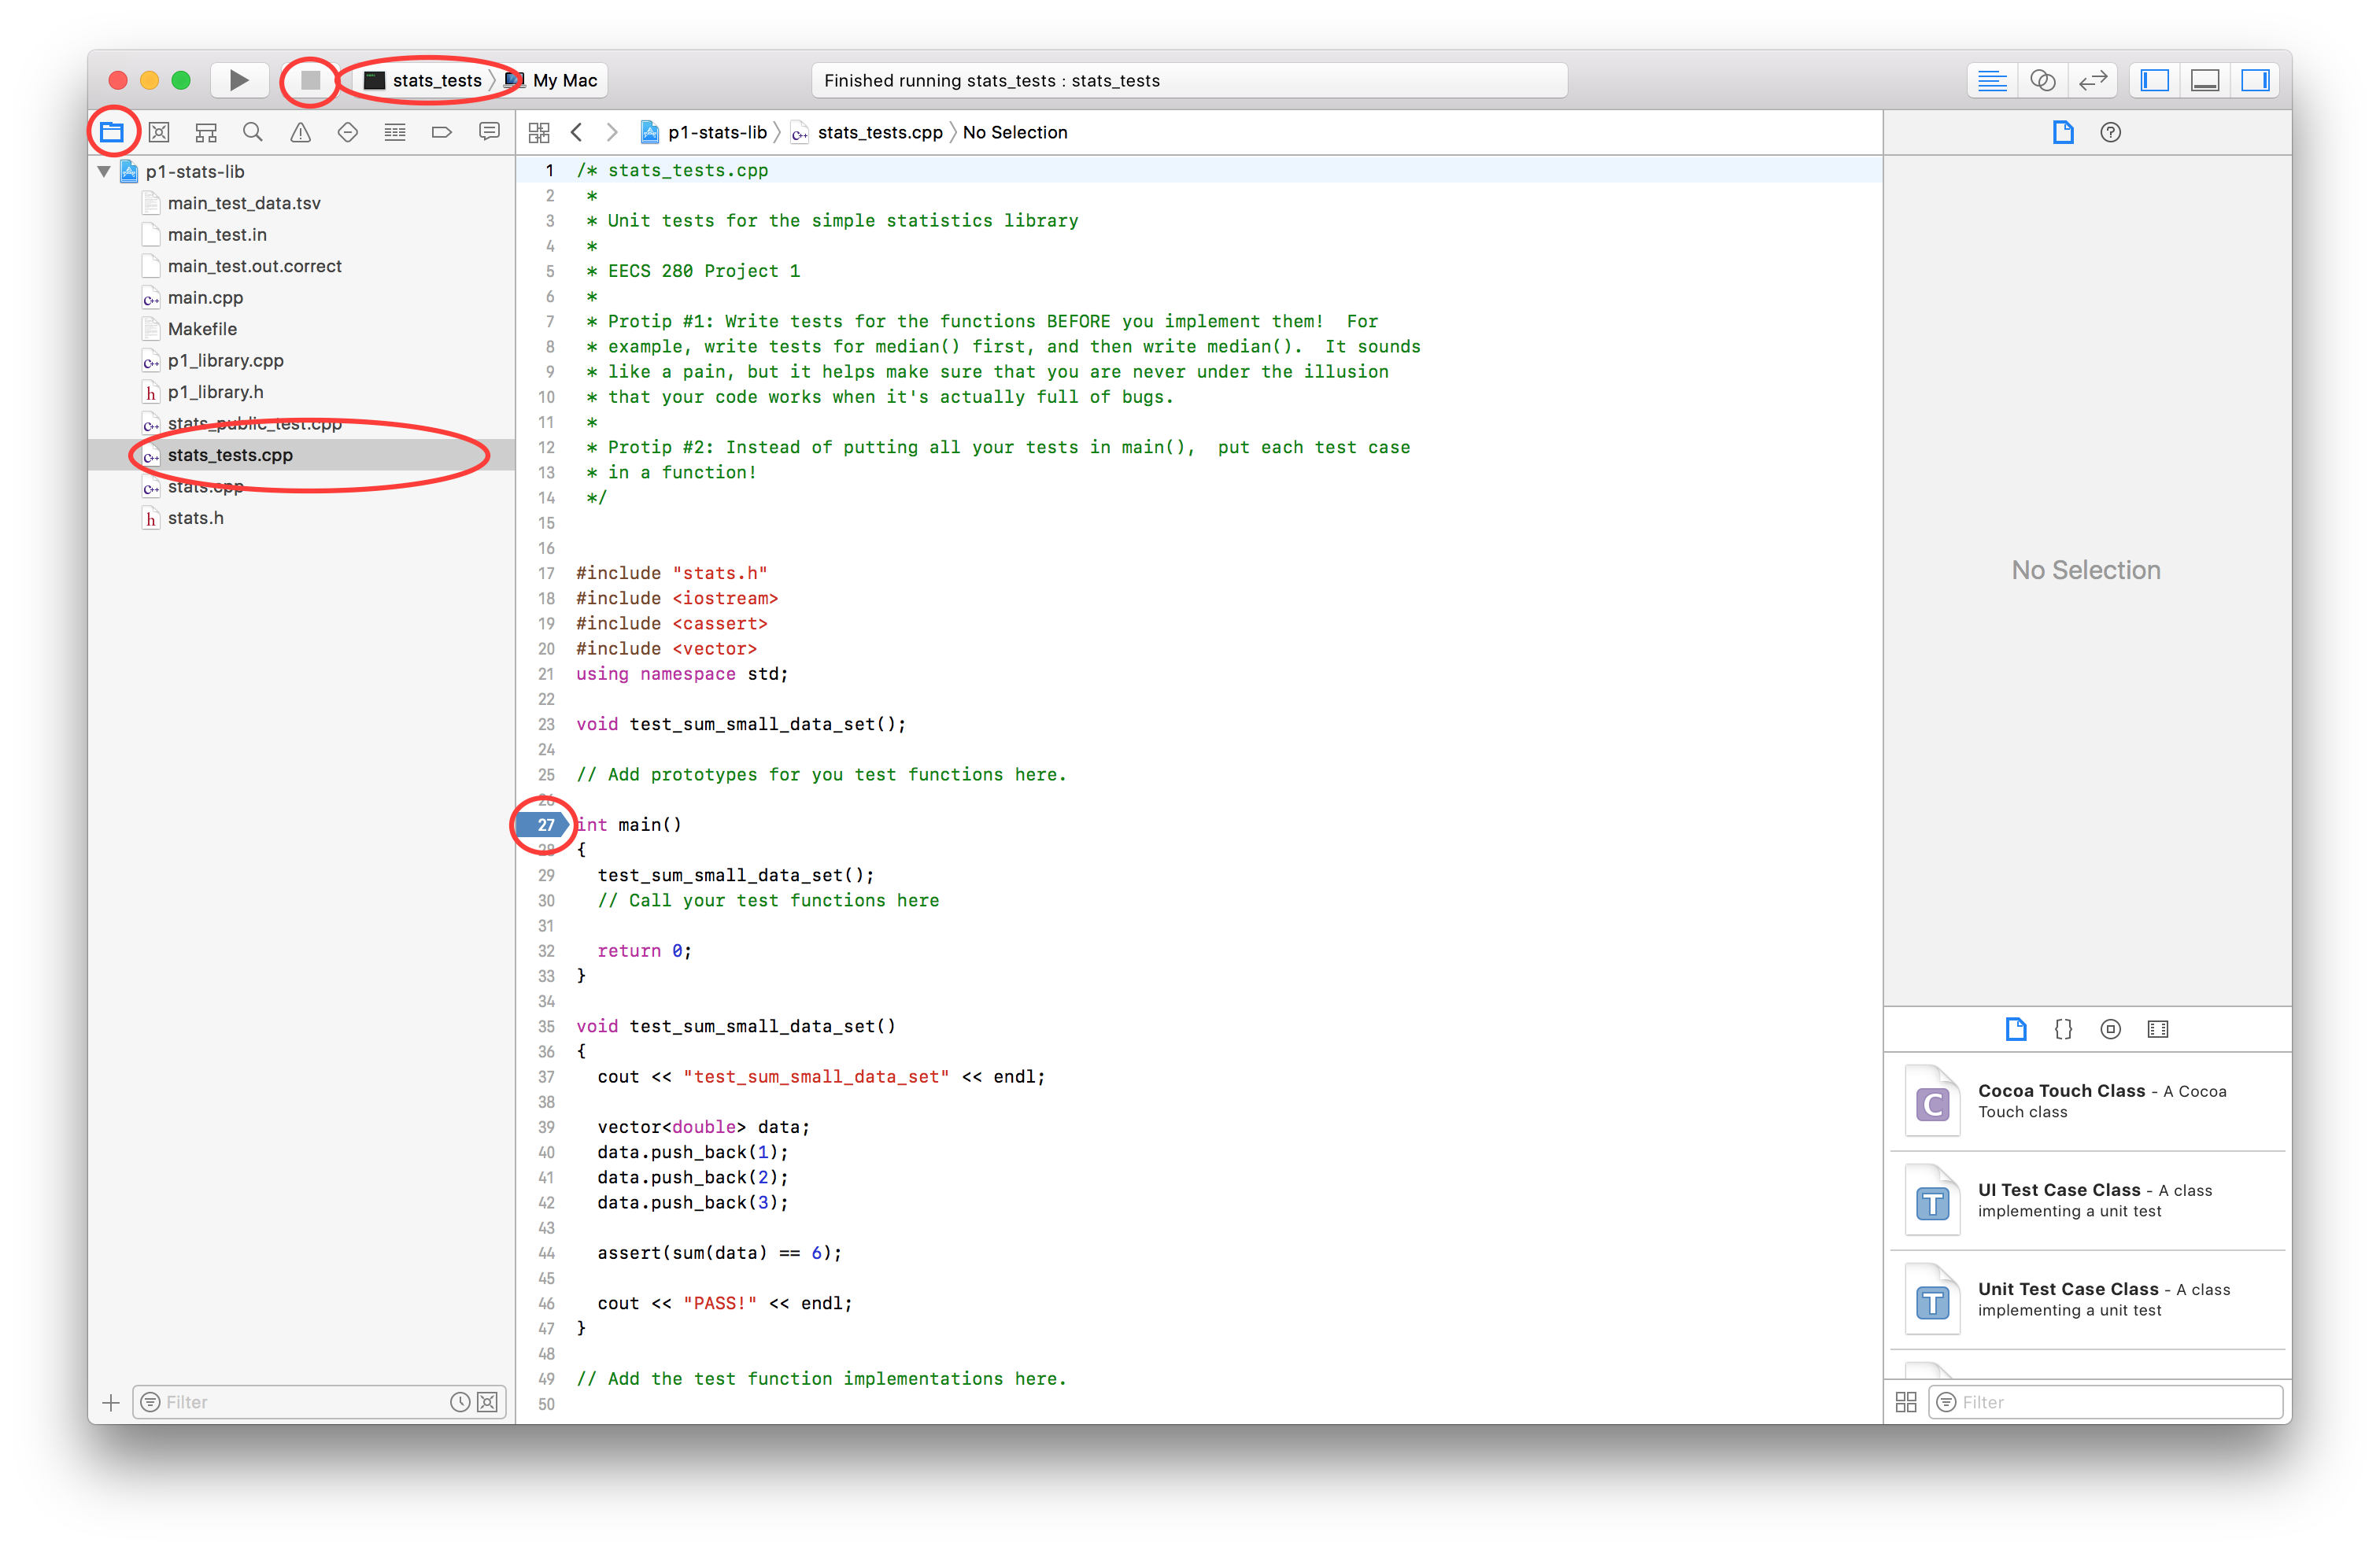 stats_tests My Mac
Finished running stats_tests : stats_tests
p1-stats-lib stats_tests.cpp No Selection
p1-stats-lib
main_test_data.tsv
main_test.in
main_test.out.correct
main.cpp
Makefile
p1_library.cpp
p1_library.h
stats_public_test.cpp
stats_tests.cpp
stats.cpp
stats.h
Filter
1 /* stats_tests.cpp
2  *
3  * Unit tests for the simple statistics library
4  *
5  * EECS 280 Project 1
6  *
7  * Protip #1: Write tests for the functions BEFORE you implement them!  For
8  * example, write tests for median() first, and then write median().  It sounds
9  * like a pain, but it helps make sure that you are never under the illusion
10  * that your code works when it's actually full of bugs.
11  *
12  * Protip #2: Instead of putting all your tests in main(),  put each test case
13  * in a function!
14  */
15
16
17 #include "stats.h"
18 #include <iostream>
19 #include <cassert>
20 #include <vector>
21 using namespace std;
22
23 void test_sum_small_data_set();
24
25 // Add prototypes for you test functions here.
26
27 int main()
28 {
29   test_sum_small_data_set();
30   // Call your test functions here
31
32   return 0;
33 }
34
35 void test_sum_small_data_set()
36 {
37   cout << "test_sum_small_data_set" << endl;
38
39   vector<double> data;
40   data.push_back(1);
41   data.push_back(2);
42   data.push_back(3);
43
44   assert(sum(data) == 6);
45
46   cout << "PASS!" << endl;
47 }
48
49 // Add the test function implementations here.
50
No Selection
Cocoa Touch Class - A Cocoa
Touch class
UI Test Case Class - A class
implementing a unit test
Unit Test Case Class - A class
implementing a unit test
Filter